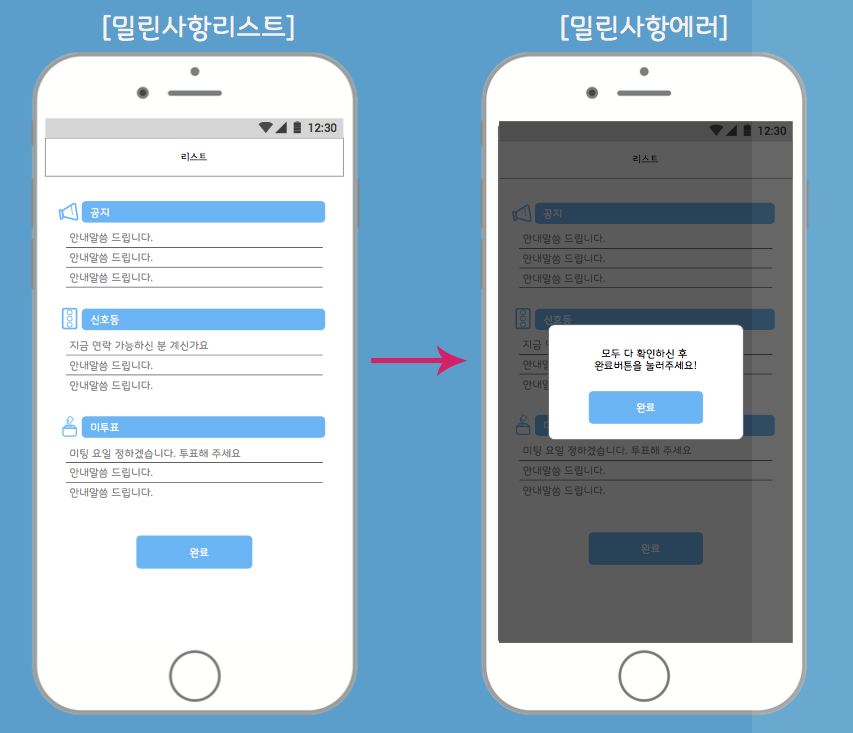 [밀린사항리스트]
12:30
리스트
공지
안내말씀 드립니다.
안내말씀 드립니다.
안내말씀 드립니다.
신호등
지금 연락 가능하신 분 계신가요
안내말씀 드립니다.
안내말씀 드립니다.
미투표
미팅 요일 정하겠습니다. 투표해 주세요
안내말씀 드립니다.
안내말씀 드립니다.
완료
[밀린사항에러]
12:30
리스트
공지
안내말씀 드립니다.
안내말씀 드립니다.
안내말씀 드립니다.
신호등
지금
안내
안내
모두 다 확인하신 후
완료버튼을 눌러주세요!
완료
미팅 요일 정하겠습니다. 투표해 주세요
안내말씀 드립니다.
안내말씀 드립니다.
완료